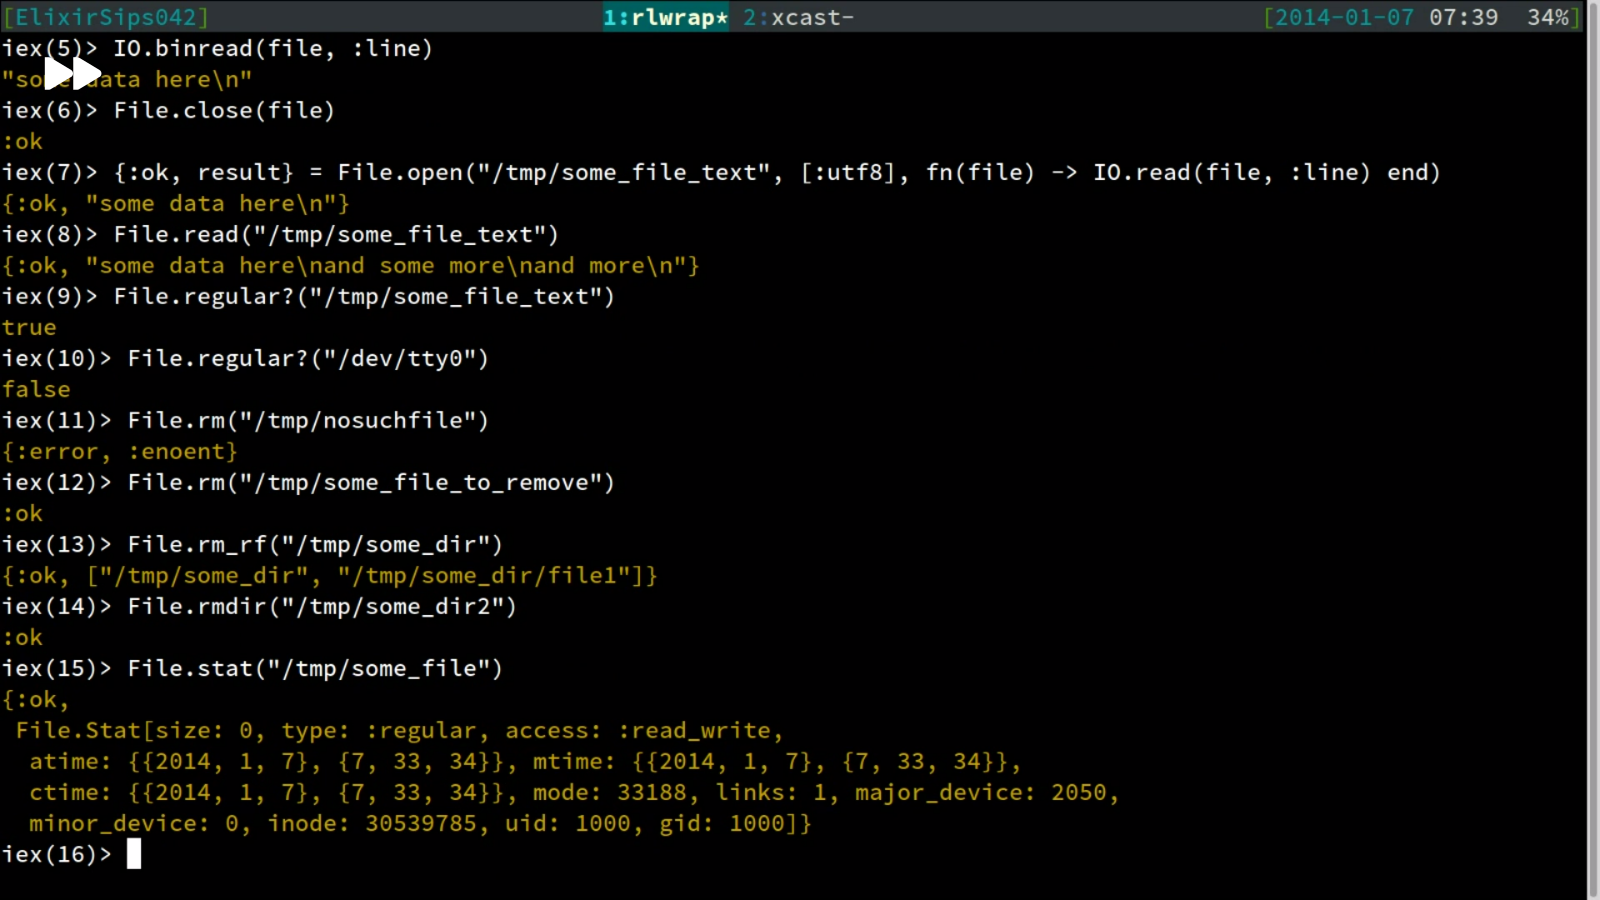 [ElixirSips042] 1:rlwrap* 2:xcast- [2014-01-07 07:39 34%]
iex(5)> IO.binread(file, :line)
"some data here\n"
iex(6)> File.close(file)
:ok
iex(7)> {:ok, result} = File.open("/tmp/some_file_text", [:utf8], fn(file) -> IO.read(file, :line) end)
{:ok, "some data here\n"}
iex(8)> File.read("/tmp/some_file_text")
{:ok, "some data here\nand some more\nand more\n"}
iex(9)> File.regular?("/tmp/some_file_text")
true
iex(10)> File.regular?("/dev/tty0")
false
iex(11)> File.rm("/tmp/nosuchfile")
{:error, :enoent}
iex(12)> File.rm("/tmp/some_file_to_remove")
:ok
iex(13)> File.rm_rf("/tmp/some_dir")
{:ok, ["/tmp/some_dir", "/tmp/some_dir/file1"]}
iex(14)> File.rmdir("/tmp/some_dir2")
:ok
iex(15)> File.stat("/tmp/some_file")
{:ok,
 File.Stat[size: 0, type: :regular, access: :read_write,
  atime: {{2014, 1, 7}, {7, 33, 34}}, mtime: {{2014, 1, 7}, {7, 33, 34}},
  ctime: {{2014, 1, 7}, {7, 33, 34}}, mode: 33188, links: 1, major_device: 2050,
  minor_device: 0, inode: 30539785, uid: 1000, gid: 1000]}
iex(16)>